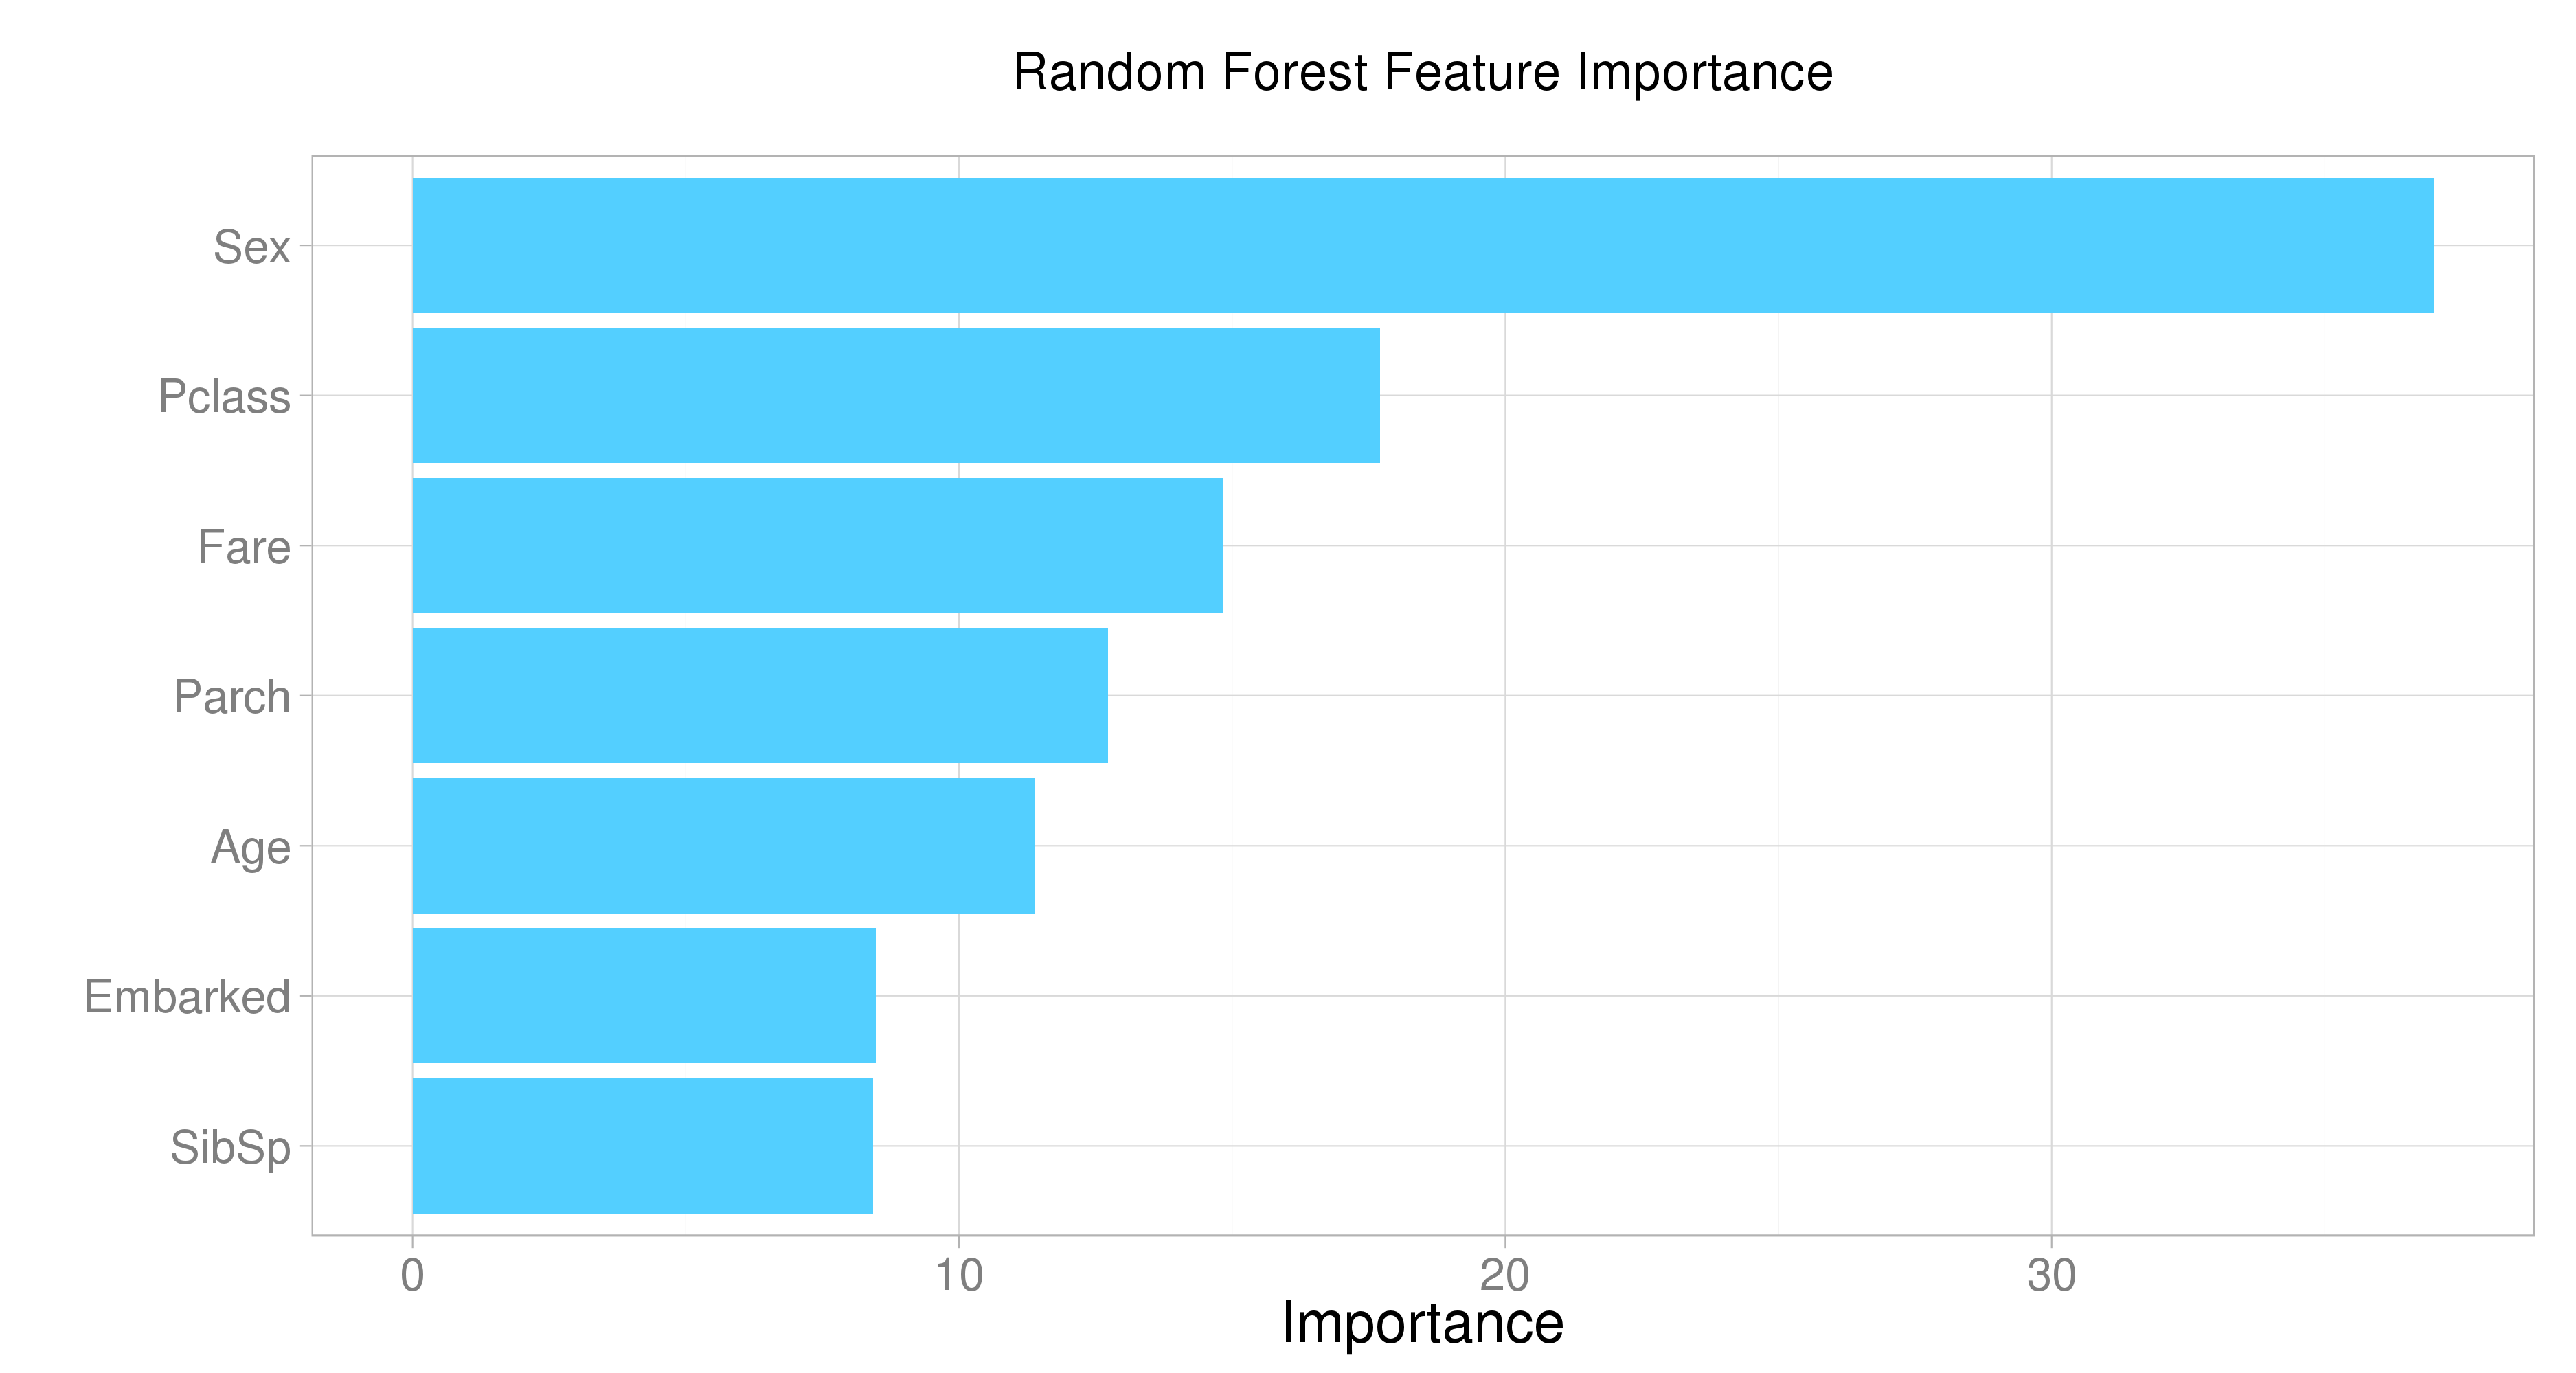 Random Forest Feature Importance
Sex
Pclass
Fare
Parch
Age
Embarked
SibSp
0 10 20 30
Importance